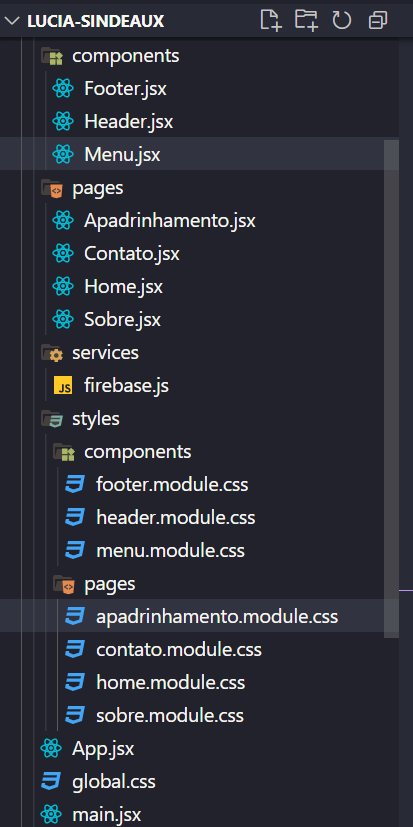 LUCIA-SINDEAUX
components
Footer.jsx
Header.jsx
Menu.jsx
pages
Apadrinhamento.jsx
Contato.jsx
Home.jsx
Sobre.jsx
services
JS firebase.js
styles
components
footer.module.css
header.module.css
menu.module.css
pages
apadrinhamento.module.css
contato.module.css
home.module.css
sobre.module.css
App.jsx
global.css
main.jsx